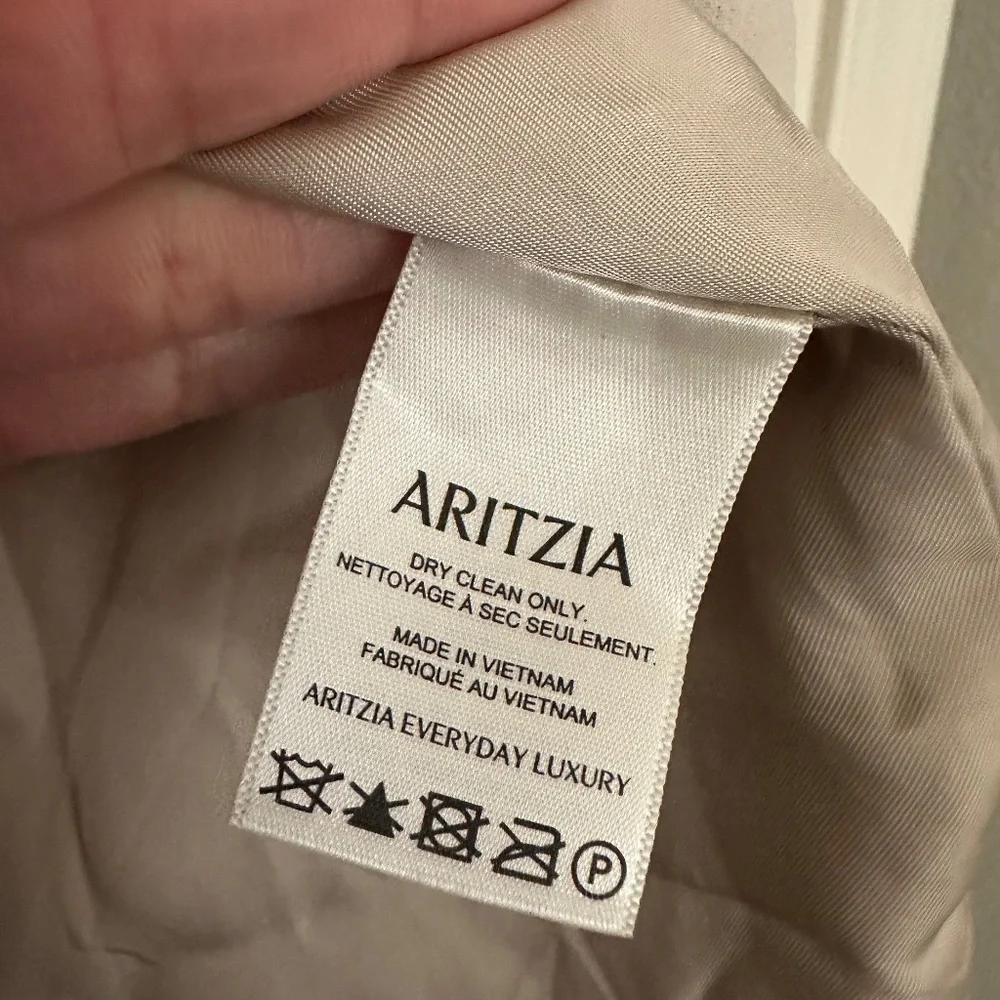 ARITZIA
DRY CLEAN ONLY.
NETTOYAGE À SEC SEULEMENT.
MADE IN VIETNAM
FABRIQUÉ AU VIETNAM
ARITZIA EVERYDAY LUXURY
P